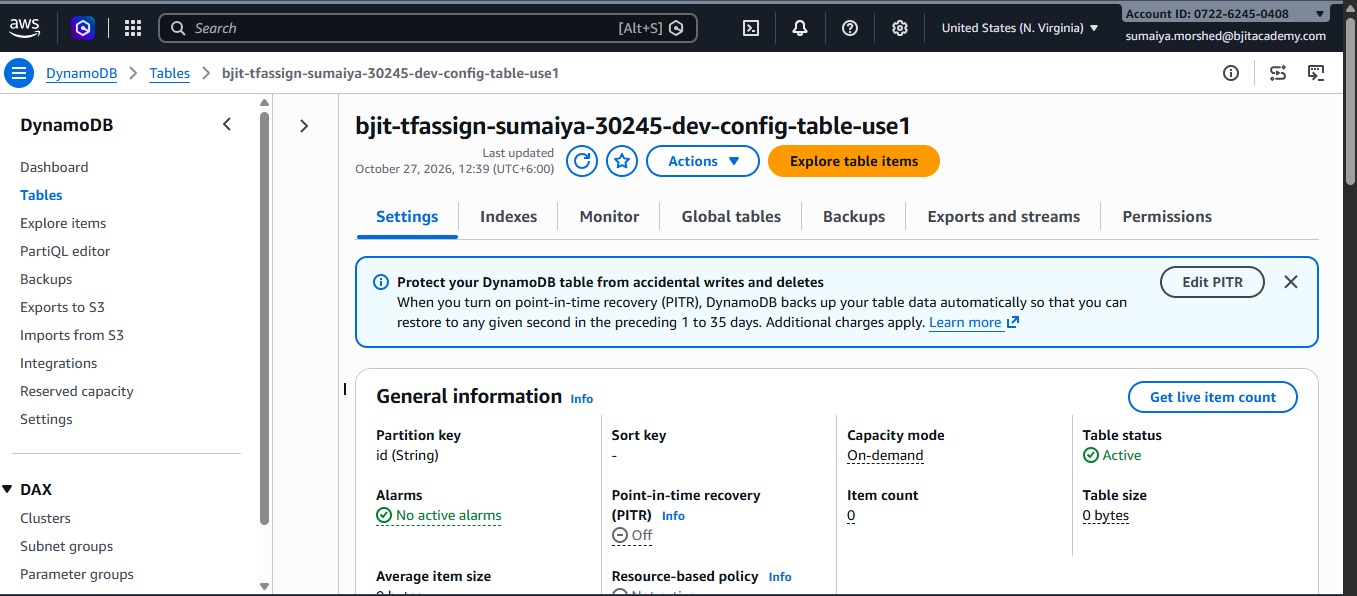 aws
Search
[Alt+S]
United States (N. Virginia)
Account ID: 0722-6245-0408
sumaiya.morshed@bjitacademy.com
DynamoDB
Tables
bjit-tfassign-sumaiya-30245-dev-config-table-use1
DynamoDB
Dashboard
Tables
Explore items
PartiQL editor
Backups
Exports to S3
Imports from S3
Integrations
Reserved capacity
Settings
DAX
Clusters
Subnet groups
Parameter groups
bjit-tfassign-sumaiya-30245-dev-config-table-use1
Last updated
October 27, 2026, 12:39 (UTC+6:00)
Actions
Explore table items
Settings
Indexes
Monitor
Global tables
Backups
Exports and streams
Permissions
Protect your DynamoDB table from accidental writes and deletes
When you turn on point-in-time recovery (PITR), DynamoDB backs up your table data automatically so that you can
restore to any given second in the preceding 1 to 35 days. Additional charges apply. Learn more
Edit PITR
General information Info
Get live item count
Partition key
id (String)
Sort key
-
Capacity mode
On-demand
Table status
Active
Alarms
No active alarms
Point-in-time recovery
(PITR) Info
Off
Item count
0
Table size
0 bytes
Average item size
0 bytes
Resource-based policy Info
Not active